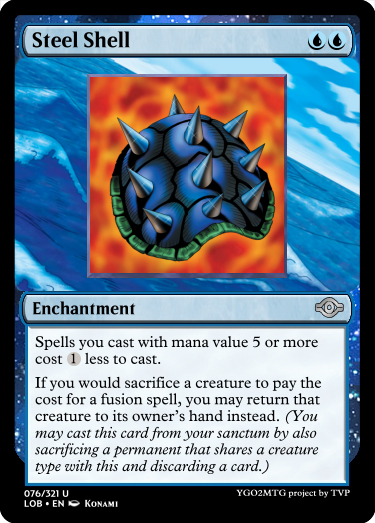 Steel Shell
Enchantment
Spells you cast with mana value 5 or more
cost 1 less to cast.
If you would sacrifice a creature to pay the
cost for a fusion spell, you may return that
creature to its owner's hand instead. (You
may cast this card from your sanctum by also
sacrificing a permanent that shares a creature
type with this and discarding a card.)
076/321 U
LOB • EN Konami
YGO2MTG project by TVP